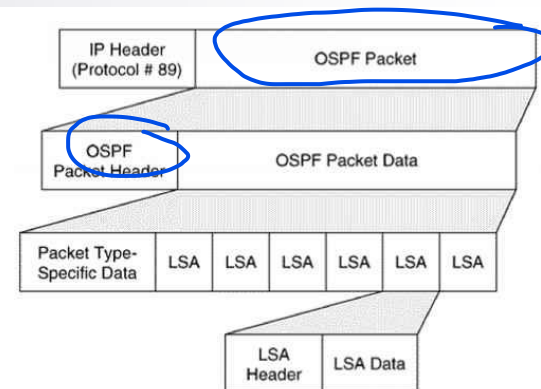 IP Header
(Protocol # 89)
OSPF Packet
OSPF
Packet Header
OSPF Packet Data
Packet Type-
Specific Data
LSA
LSA
LSA
LSA
LSA
LSA
LSA
Header
LSA Data